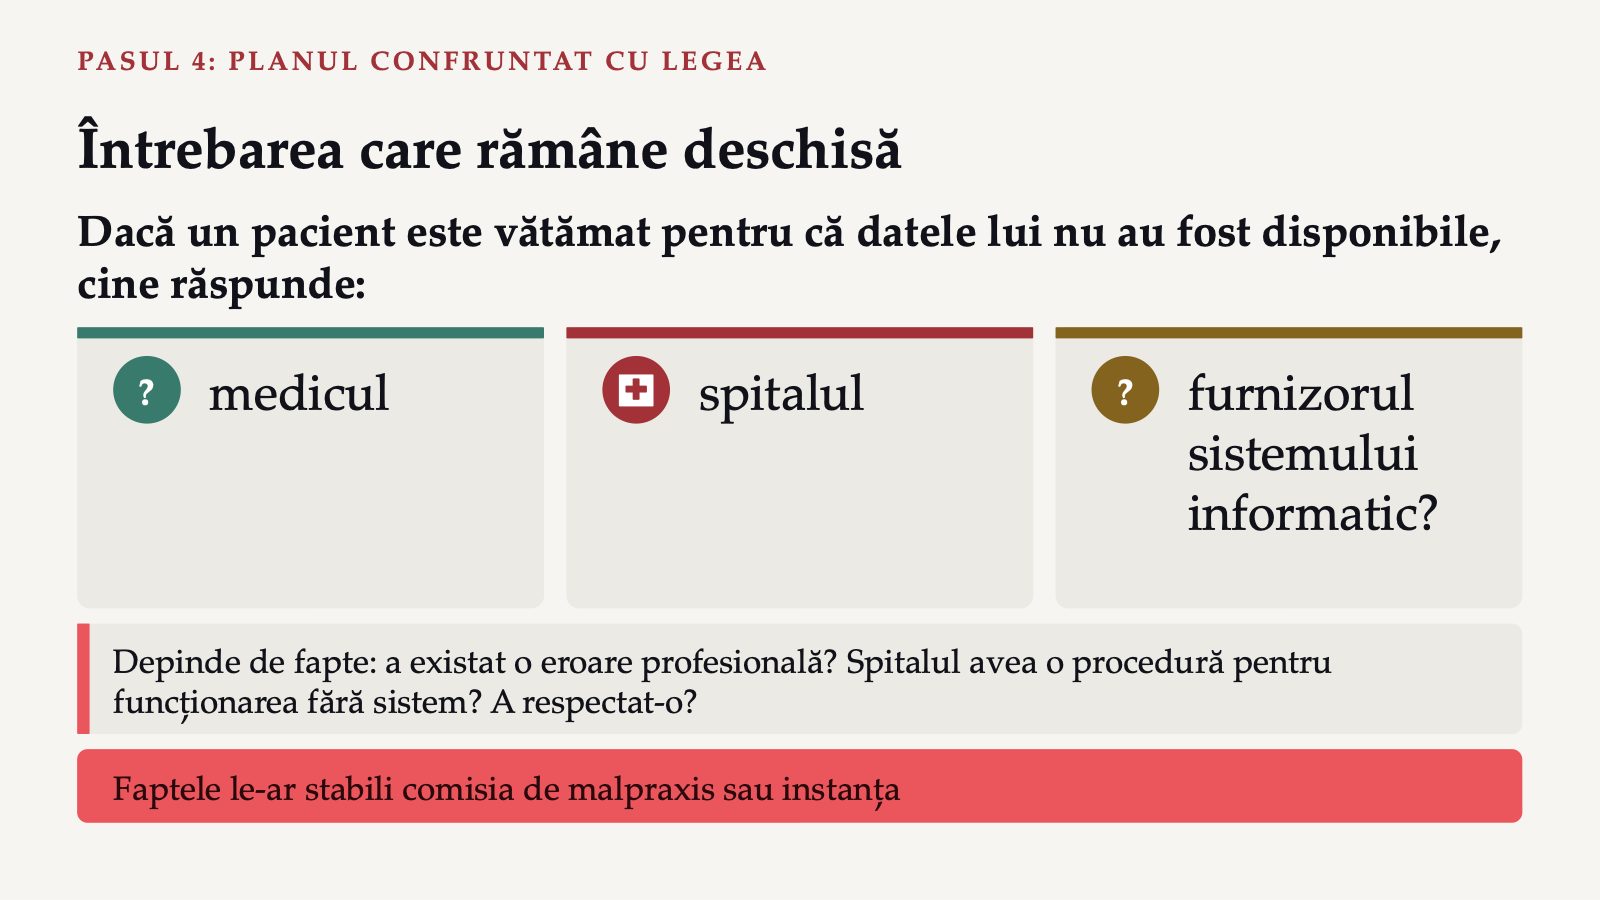 PASUL 4: PLANUL CONFRUNTAT CU LEGEA
Întrebarea care rămâne deschisă
Dacă un pacient este vătămat pentru că datele lui nu au fost disponibile,
cine răspunde:
? medicul
spitalul
? furnizorul
sistemului
informatic?
Depinde de fapte: a existat o eroare profesională? Spitalul avea o procedură pentru
funcționarea fără sistem? A respectat-o?
Faptele le-ar stabili comisia de malpraxis sau instanța